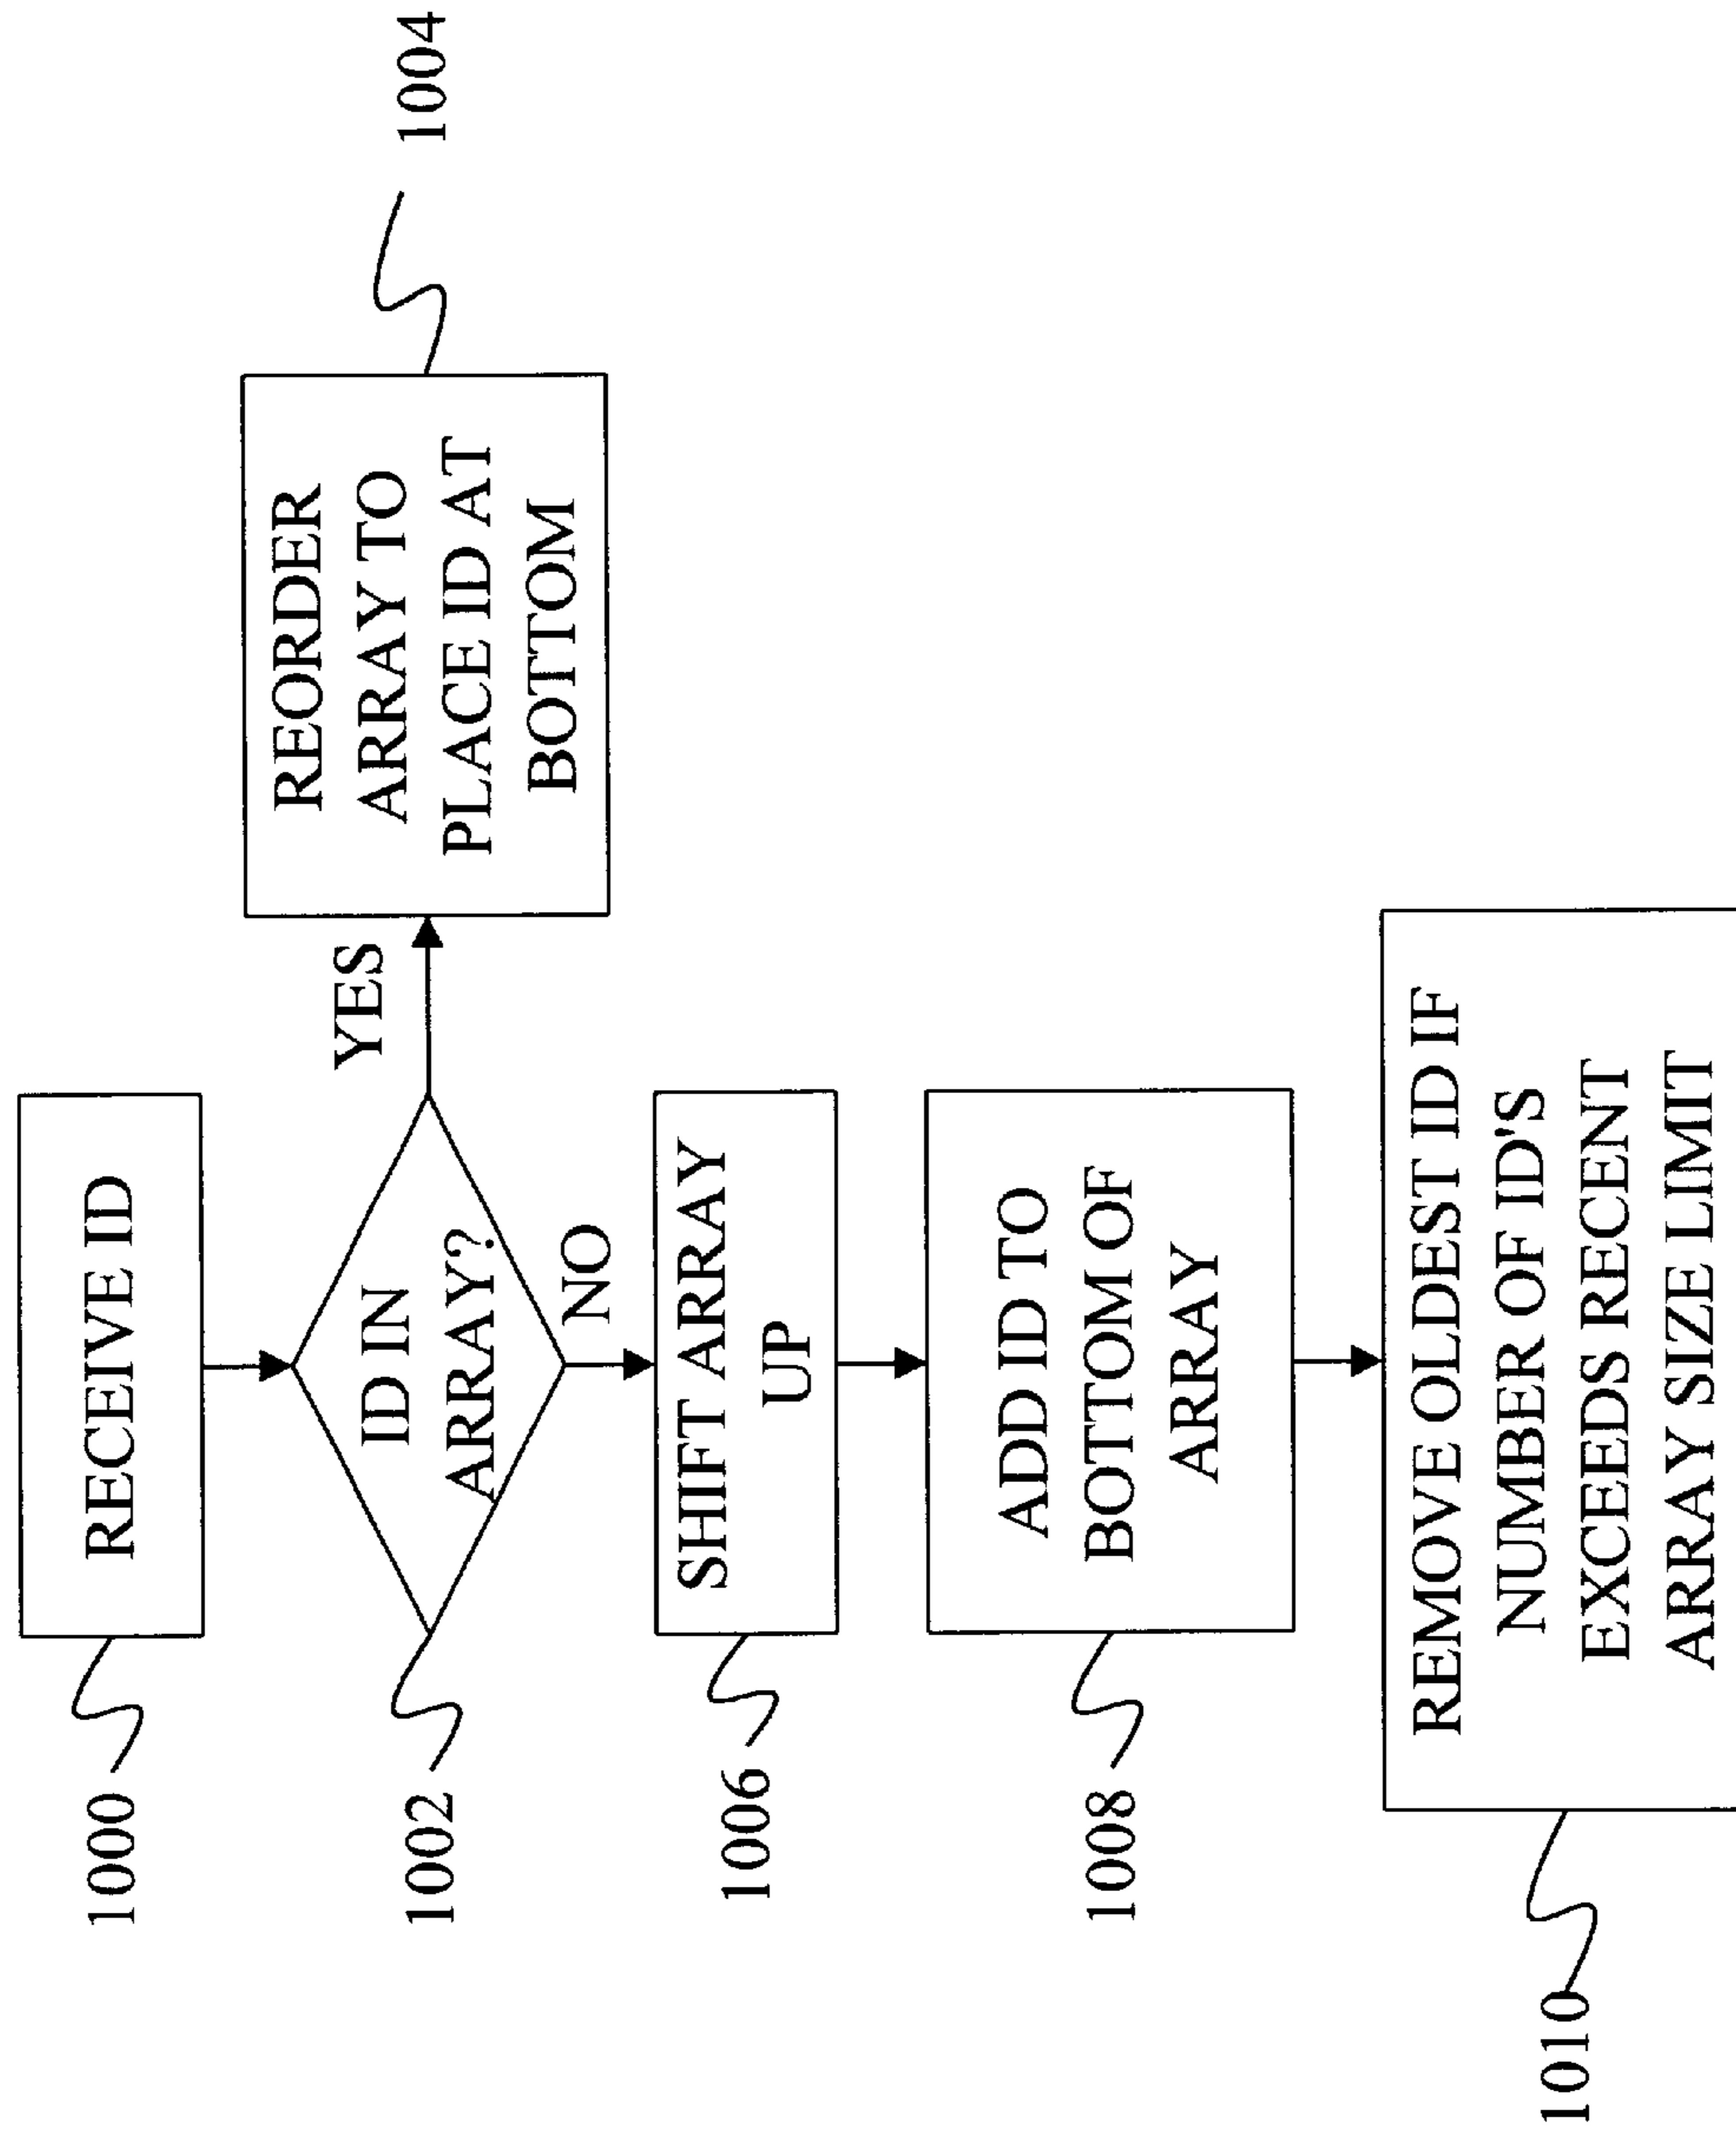 1000
RECEIVE ID
1002
ID IN
ARRAY?
YES
NO
REORDER
ARRAY TO
PLACE ID AT
BOTTOM
1004
1006
SHIFT ARRAY
UP
1008
ADD ID TO
BOTTOM OF
ARRAY
1010
REMOVE OLDEST ID IF
NUMBER OF ID'S
EXCEEDS RECENT
ARRAY SIZE LIMIT